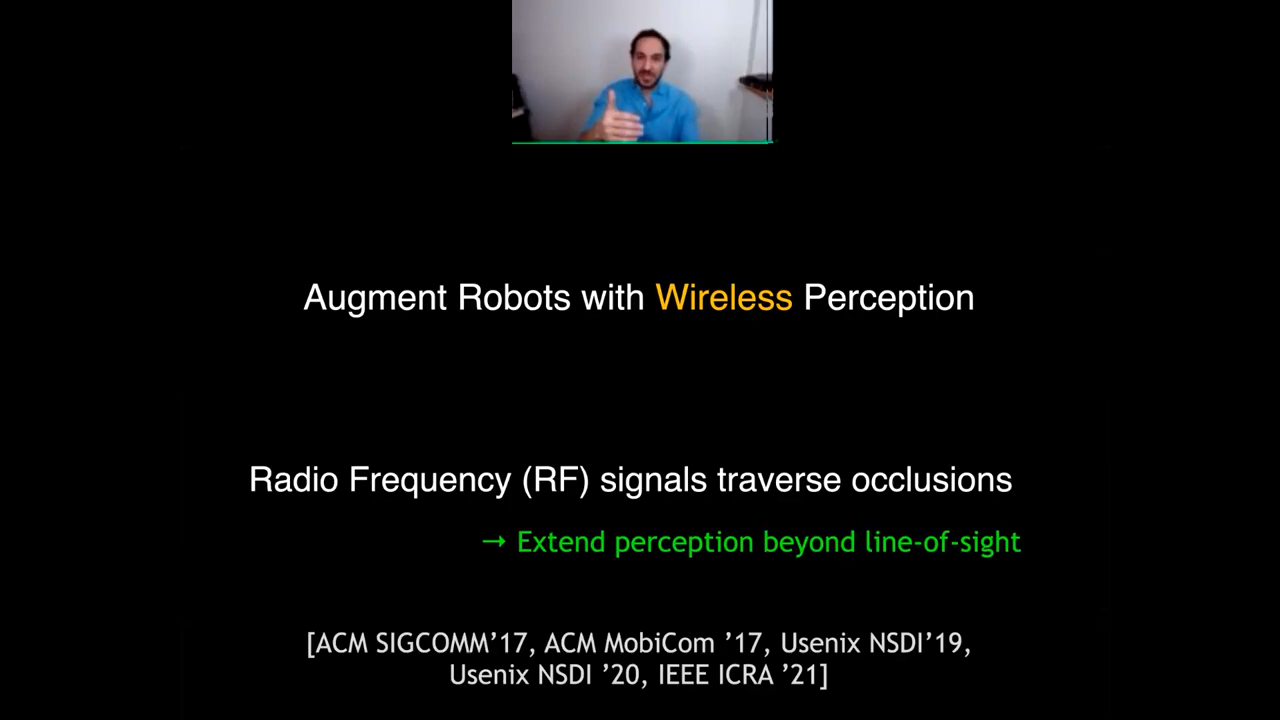 Augment Robots with Wireless Perception
Radio Frequency (RF) signals traverse occlusions
→ Extend perception beyond line-of-sight
[ACM SIGCOMM’17, ACM MobiCom ’17, Usenix NSDI’19,
Usenix NSDI ’20, IEEE ICRA ’21]